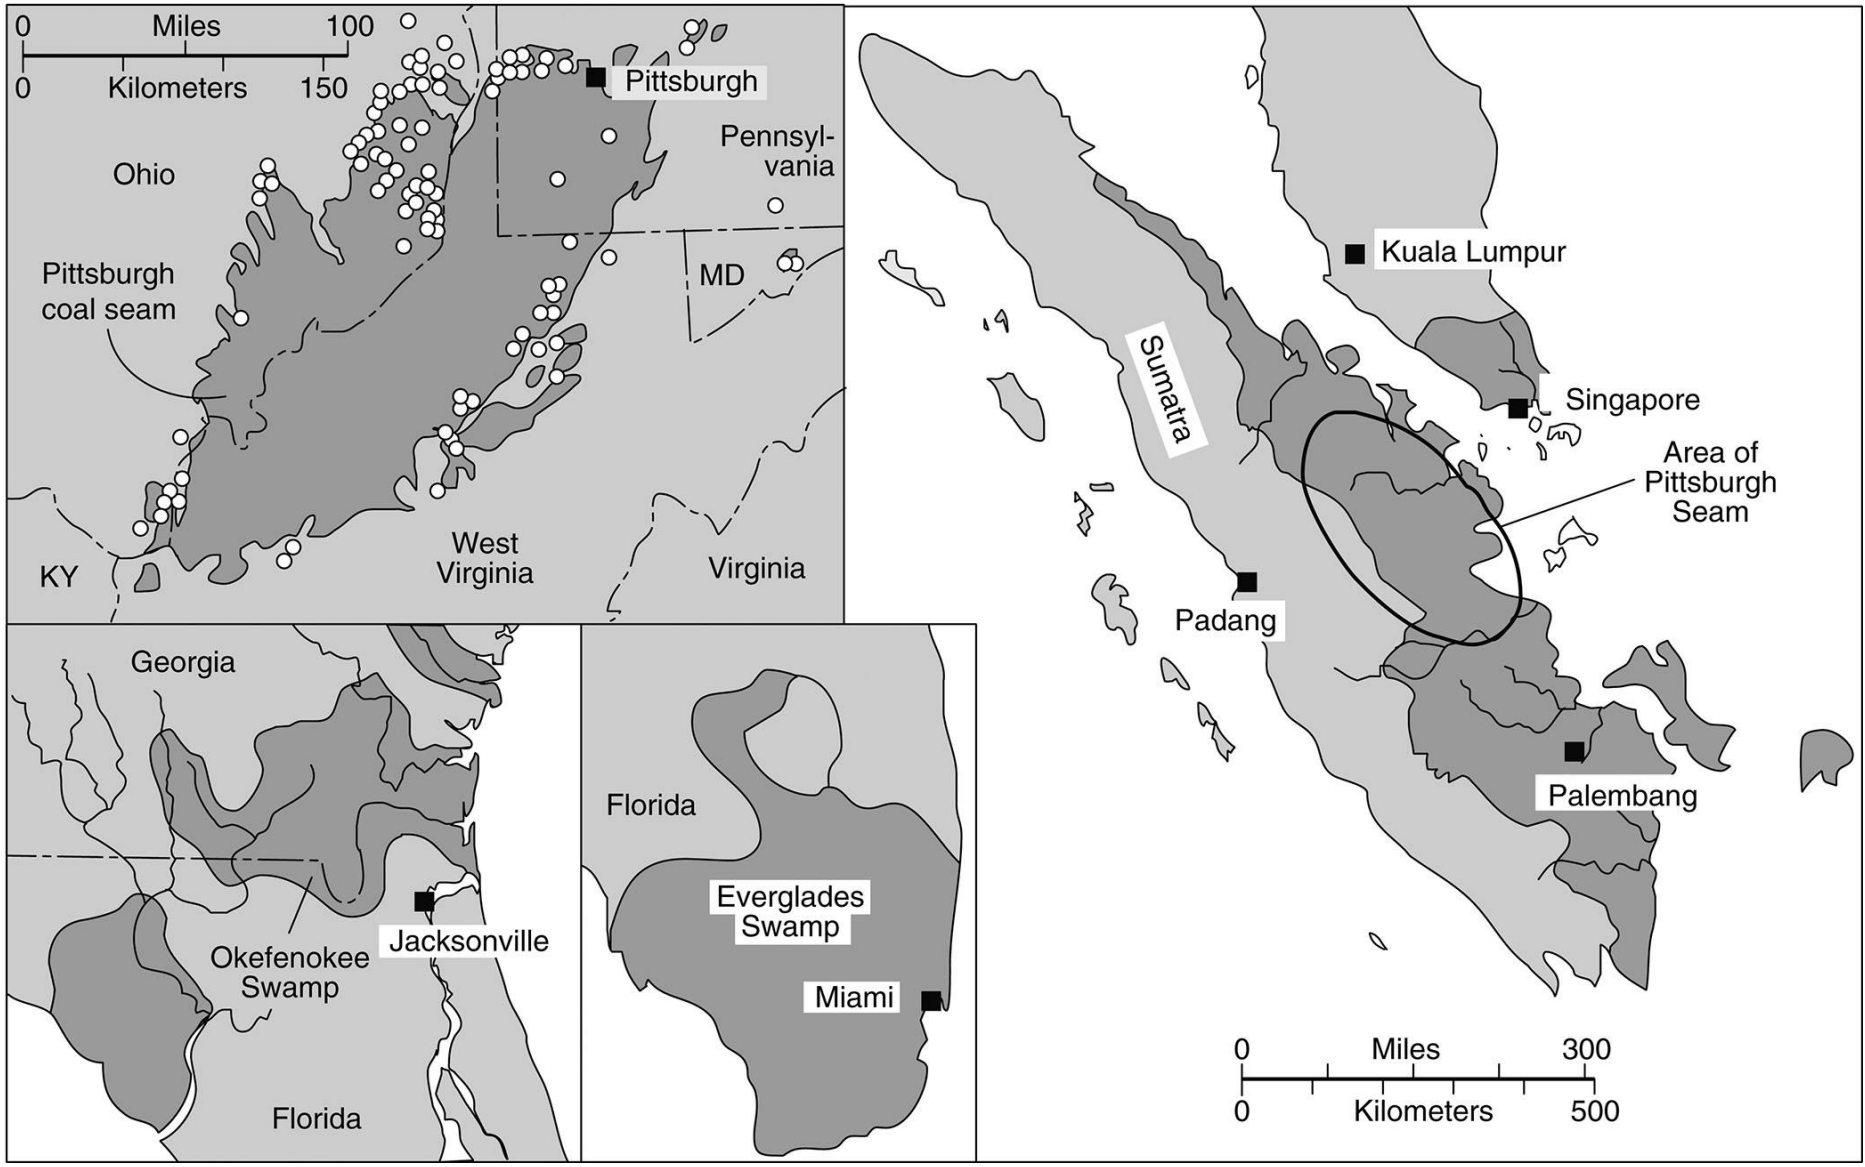 0 Miles 100
0 Kilometers 150
Pittsburgh
Pennsyl-
vania
Ohio
Pittsburgh
coal seam
MD
KY
West
Virginia
Virginia
Georgia
Okefenokee
Swamp
Jacksonville
Florida
Florida
Everglades
Swamp
Miami
Kuala Lumpur
Sumatra
Singapore
Area of
Pittsburgh
Seam
Padang
Palembang
0 Miles 300
0 Kilometers 500